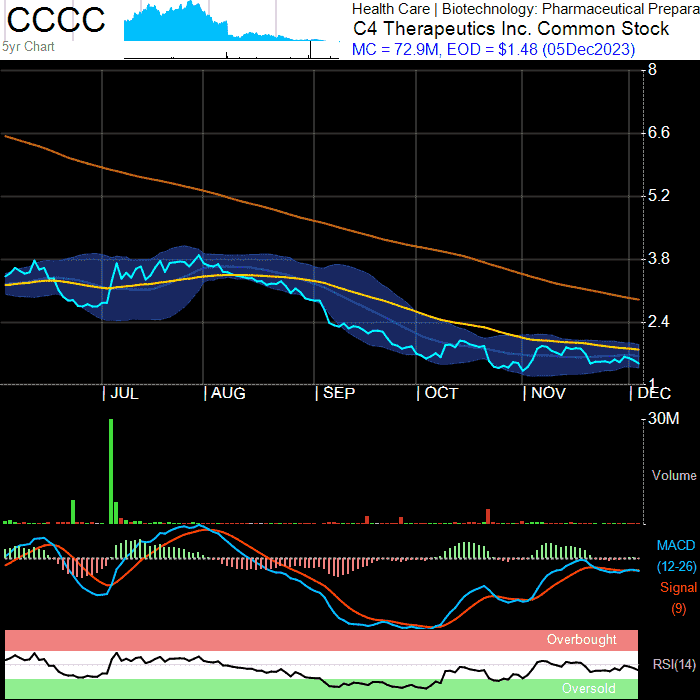 CCCC
5yr Chart
Health Care | Biotechnology: Pharmaceutical Prepara
C4 Therapeutics Inc. Common Stock
MC = 72.9M, EOD = $1.48 (05Dec2023)
8
6.6
5.2
3.8
2.4
1
| JUL | AUG | SEP | OCT | NOV | DEC
30M
Volume
MACD
(12-26)
Signal
(9)
Overbought
RSI(14)
Oversold